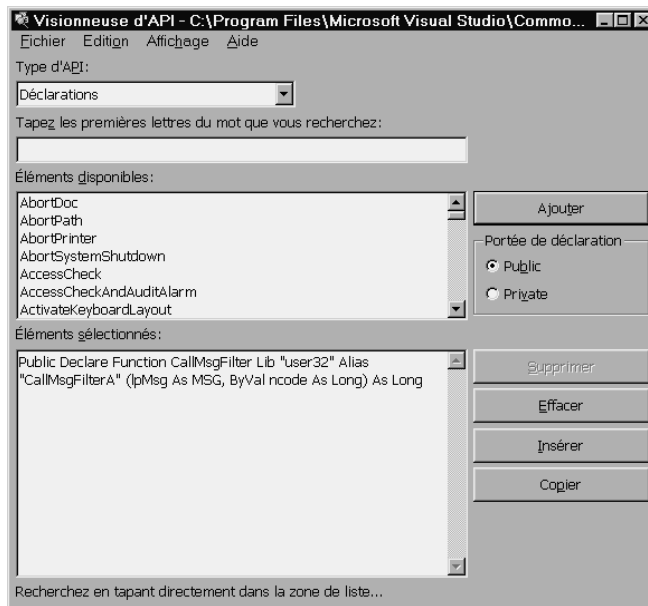 Visionneuse d'API - C:\Program Files\Microsoft Visual Studio\Commo...
Fichier Edition Affichage Aide
Type d'API:
Déclarations
Tapez les premières lettres du mot que vous recherchez:
Éléments disponibles:
AbortDoc
AbortPath
AbortPrinter
AbortSystemShutdown
AccessCheck
AccessCheckAndAuditAlarm
ActivateKeyboardLayout
Ajouter
Portée de déclaration
Public
Private
Éléments sélectionnés:
Public Declare Function CallMsgFilter Lib "user32" Alias
"CallMsgFilterA" (lpMsg As MSG, ByVal ncode As Long) As Long
Supprimer
Effacer
Insérer
Copier
Recherchez en tapant directement dans la zone de liste...